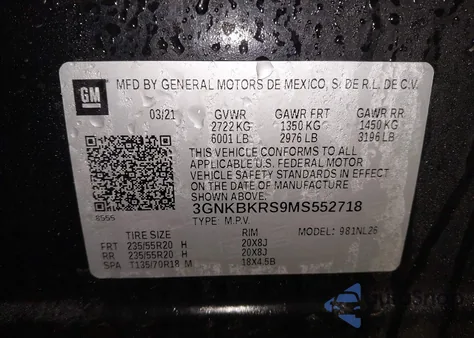 GM
MFD BY GENERAL MOTORS DE MEXICO, S. DE R.L. DE C.V.
03/21 GVWR GAWR FRT GAWR RR
2722 KG 1350 KG 1450 KG
6001 LB 2976 LB 3196 LB
THIS VEHICLE CONFORMS TO ALL
APPLICABLE U.S. FEDERAL MOTOR
VEHICLE SAFETY STANDARDS IN EFFECT
ON THE DATE OF MANUFACTURE
SHOWN ABOVE.
3GNKBKRS9MS552718
TYPE: M.P.V. MODEL: 981NL26
TIRE SIZE RIM
FRT 235/55R20 H 20X8J
RR 235/55R20 H 20X8J
SPA T135/70R18 M 18X4.5B